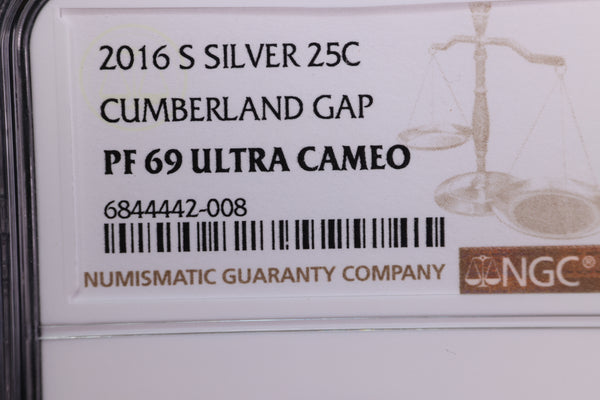 2016 S SILVER 25C
CUMBERLAND GAP
PF 69 ULTRA CAMEO
6844442-008
NUMISMATIC GUARANTY COMPANY
NGC®